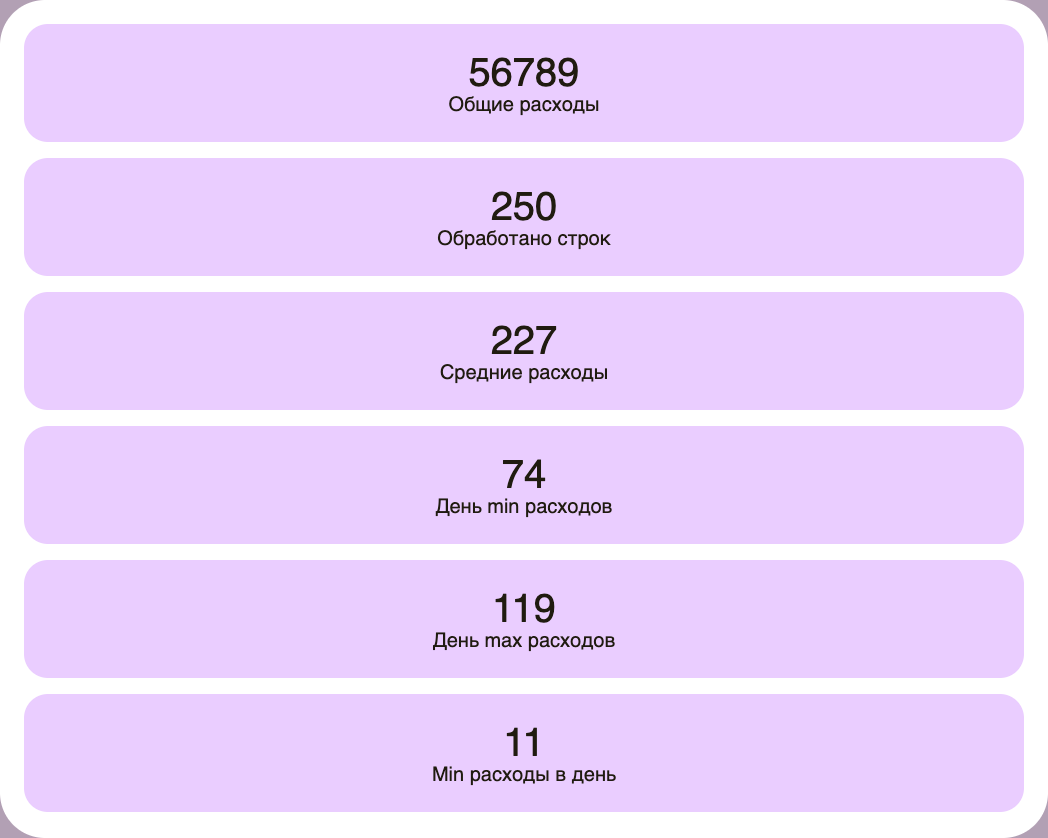 56789
Общие расходы
250
Обработано строк
227
Средние расходы
74
День min расходов
119
День max расходов
11
Min расходы в день